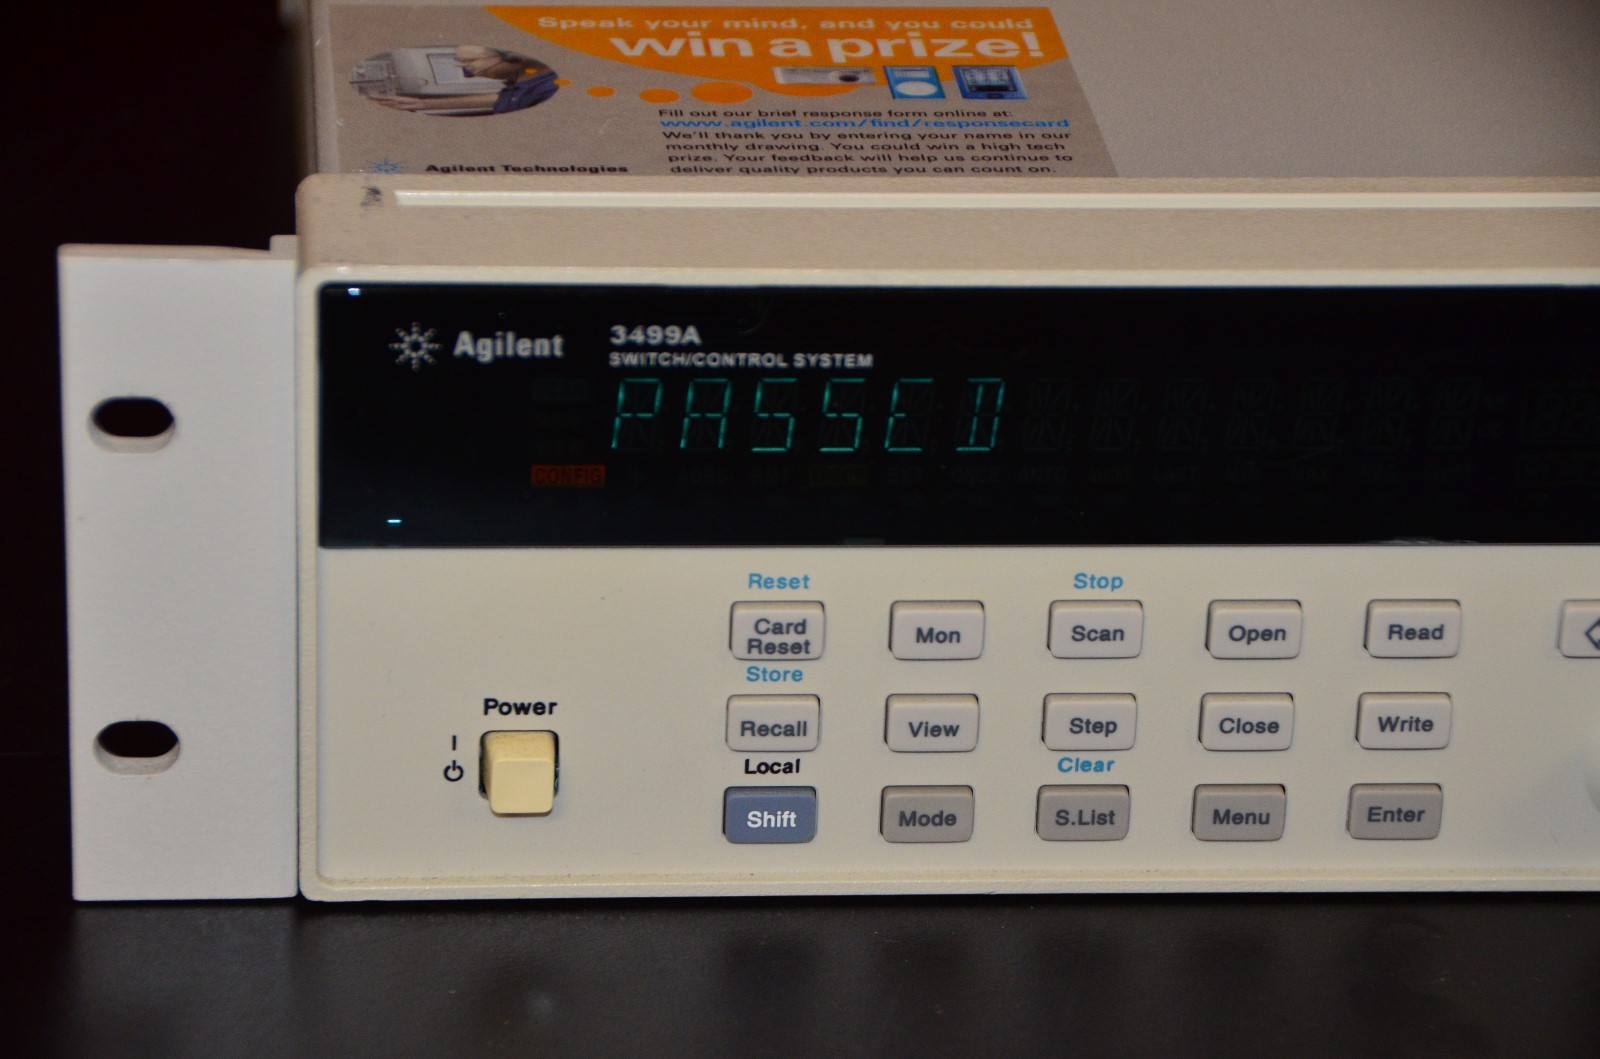 Speak your mind, and you could
win a prize!
Fill out our brief response form online at:
www.agilent.com/find/responsecard
We'll thank you by entering your name in our
monthly drawing. You could win a high tech
prize. Your feedback will help us continue to
deliver quality products you can count on.
Agilent Technologies
Agilent
3499A
SWITCH/CONTROL SYSTEM
PASSED
CONFIG
Reset
Stop
Card
Reset
Mon
Scan
Open
Read
Store
Recall
View
Step
Close
Write
Power
Local
Clear
Shift
Mode
S.List
Menu
Enter